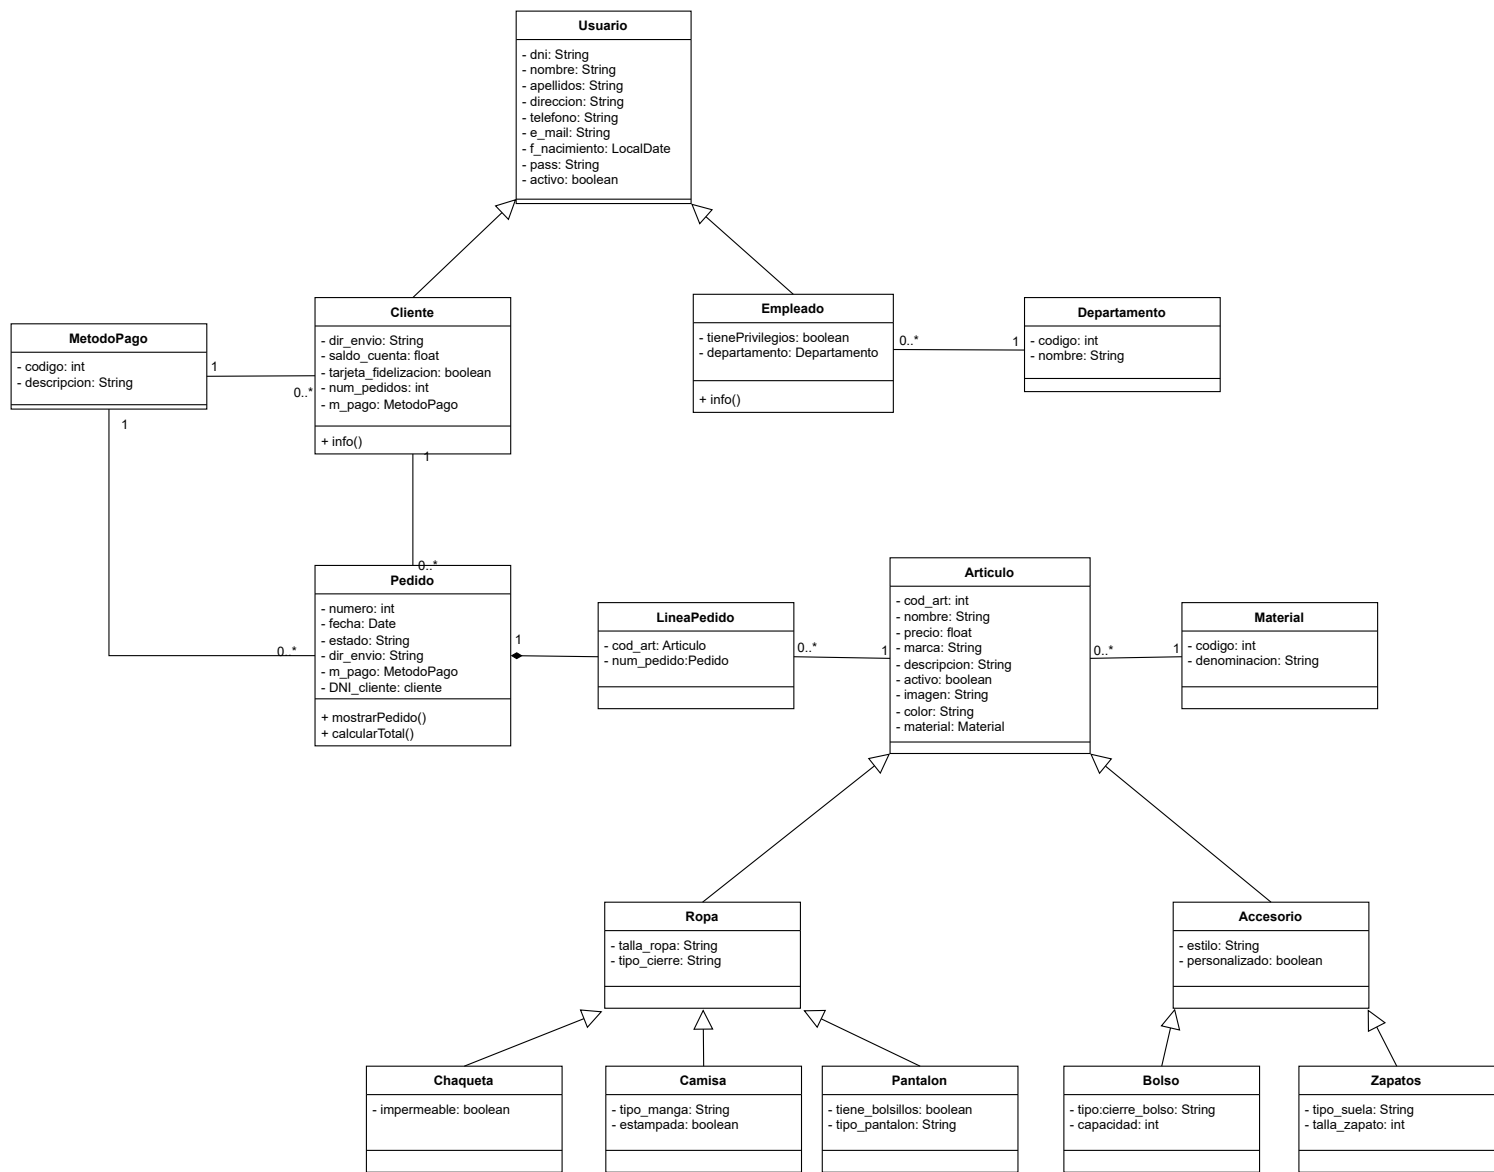 Usuario
- dni: String
- nombre: String
- apellidos: String
- direccion: String
- telefono: String
- e_mail: String
- f_nacimiento: LocalDate
- pass: String
- activo: boolean
MetodoPago
- codigo: int
- descripcion: String
1
0..*
1
Cliente
- dir_envio: String
- saldo_cuenta: float
- tarjeta_fidelizacion: boolean
- num_pedidos: int
- m_pago: MetodoPago
+ info()
1
0..*
0..*
Empleado
- tienePrivilegios: boolean
- departamento: Departamento
+ info()
0..*
1
Departamento
- codigo: int
- nombre: String
Pedido
- numero: int
- fecha: Date
- estado: String
- dir_envio: String
- m_pago: MetodoPago
- DNI_cliente: cliente
+ mostrarPedido()
+ calcularTotal()
1
LineaPedido
- cod_art: Articulo
- num_pedido:Pedido
0..*
1
Articulo
- cod_art: int
- nombre: String
- precio: float
- marca: String
- descripcion: String
- activo: boolean
- imagen: String
- color: String
- material: Material
0..*
1
Material
- codigo: int
- denominacion: String
Ropa
- talla_ropa: String
- tipo_cierre: String
Accesorio
- estilo: String
- personalizado: boolean
Chaqueta
- impermeable: boolean
Camisa
- tipo_manga: String
- estampada: boolean
Pantalon
- tiene_bolsillos: boolean
- tipo_pantalon: String
Bolso
- tipo:cierre_bolso: String
- capacidad: int
Zapatos
- tipo_suela: String
- talla_zapato: int